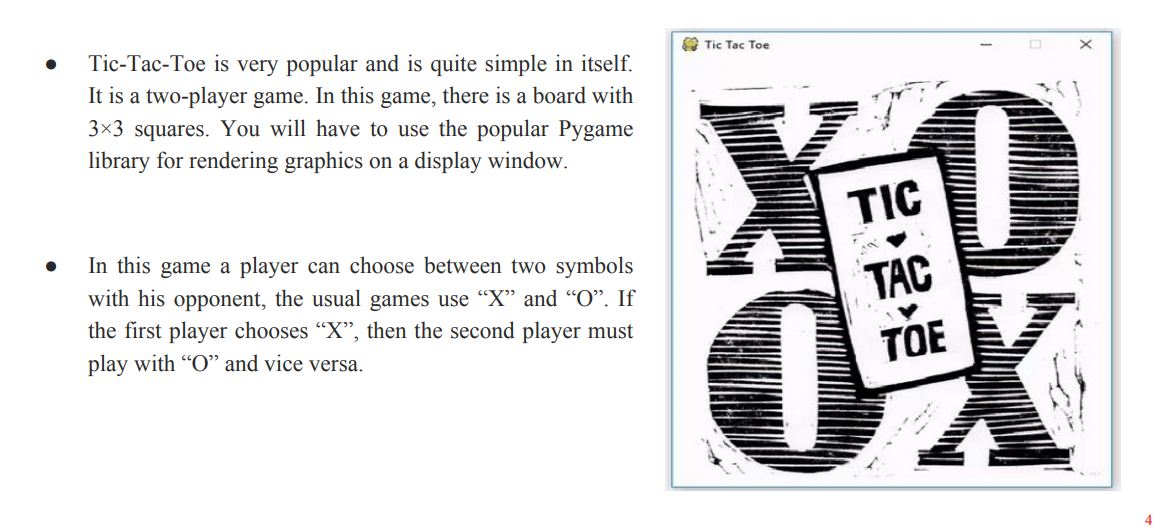 ● Tic-Tac-Toe is very popular and is quite simple in itself.
It is a two-player game. In this game, there is a board with
3×3 squares. You will have to use the popular Pygame
library for rendering graphics on a display window.
● In this game a player can choose between two symbols
with his opponent, the usual games use “X” and “O”. If
the first player chooses “X”, then the second player must
play with “O” and vice versa.
Tic Tac Toe
X O
TIC
TAC
TOE
O X
4